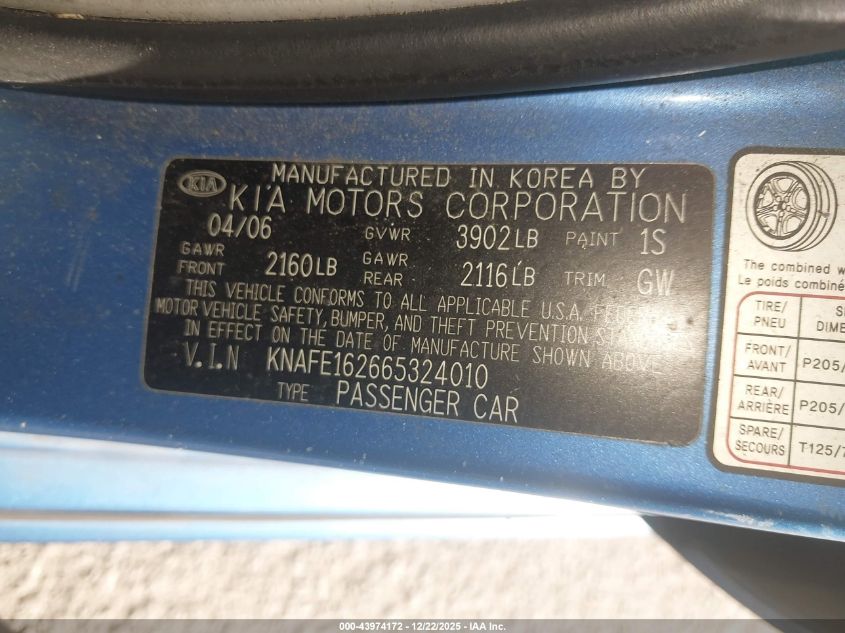 MANUFACTURED IN KOREA BY
KIA KIA MOTORS CORPORATION
04/06 GVWR 3902LB PAINT 1S
GAWR FRONT 2160LB GAWR REAR 2116LB TRIM GW
THIS VEHICLE CONFORMS TO ALL APPLICABLE U.S.A.
MOTOR VEHICLE SAFETY, BUMPER, AND THEFT PREVENTION
IN EFFECT ON THE DATE OF MANUFACTURE SHOWN ABOVE
V.I.N KNAFE162665324010
TYPE PASSENGER CAR
The combined
Le poids combiné
TIRE/
PNEU
FRONT/
AVANT P205/
REAR/
ARRIÈRE P205/
SPARE/
SECOURS T125/
000-43974172 - 12/22/2025 - IAA Inc.